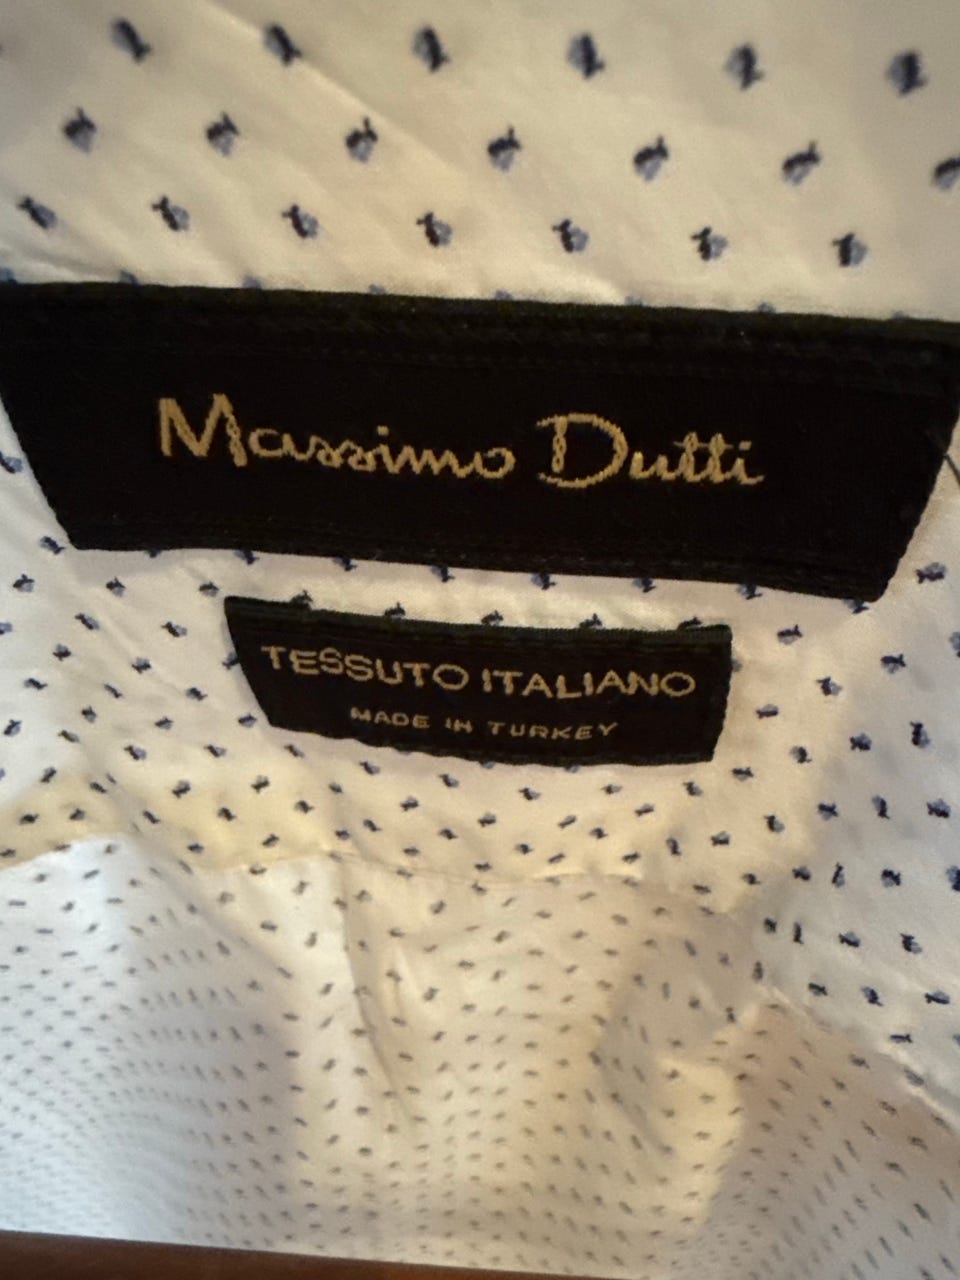 Massimo Dutti
TESSUTO ITALIANO
MADE IN TURKEY